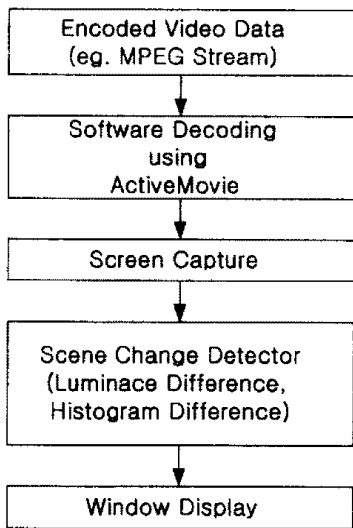 Encoded Video Data
(eg. MPEG Stream)
Software Decoding
using
ActiveMovie
Screen Capture
Scene Change Detector
(Luminace Difference,
Histogram Difference)
Window Display